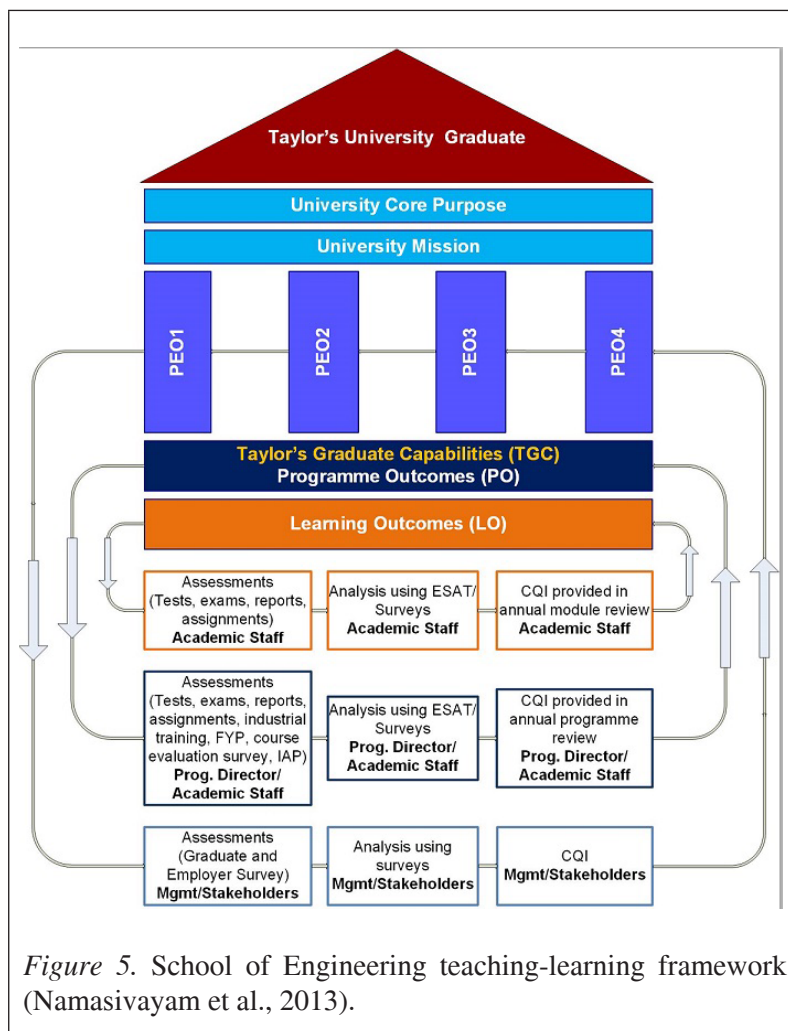 Taylor's University Graduate
University Core Purpose
University Mission
PEO1
PEO2
PEO3
PEO4
Taylor's Graduate Capabilities (TGC)
Programme Outcomes (PO)
Learning Outcomes (LO)
Assessments
(Tests, exams, reports,
assignments)
Academic Staff
Analysis using ESAT/
Surveys
Academic Staff
CQI provided in
annual module review
Academic Staff
Assessments
(Tests, exams, reports,
assignments, industrial
training, FYP, course
evaluation survey, IAP)
Prog. Director/
Academic Staff
Analysis using ESAT/
Surveys
Prog. Director/
Academic Staff
CQI provided in
annual programme
review
Prog. Director/
Academic Staff
Assessments
(Graduate and
Employer Survey)
Mgmt/Stakeholders
Analysis using
surveys
Mgmt/Stakeholders
CQI
Mgmt/Stakeholders
Figure 5. School of Engineering teaching-learning framework
(Namasivayam et al., 2013).